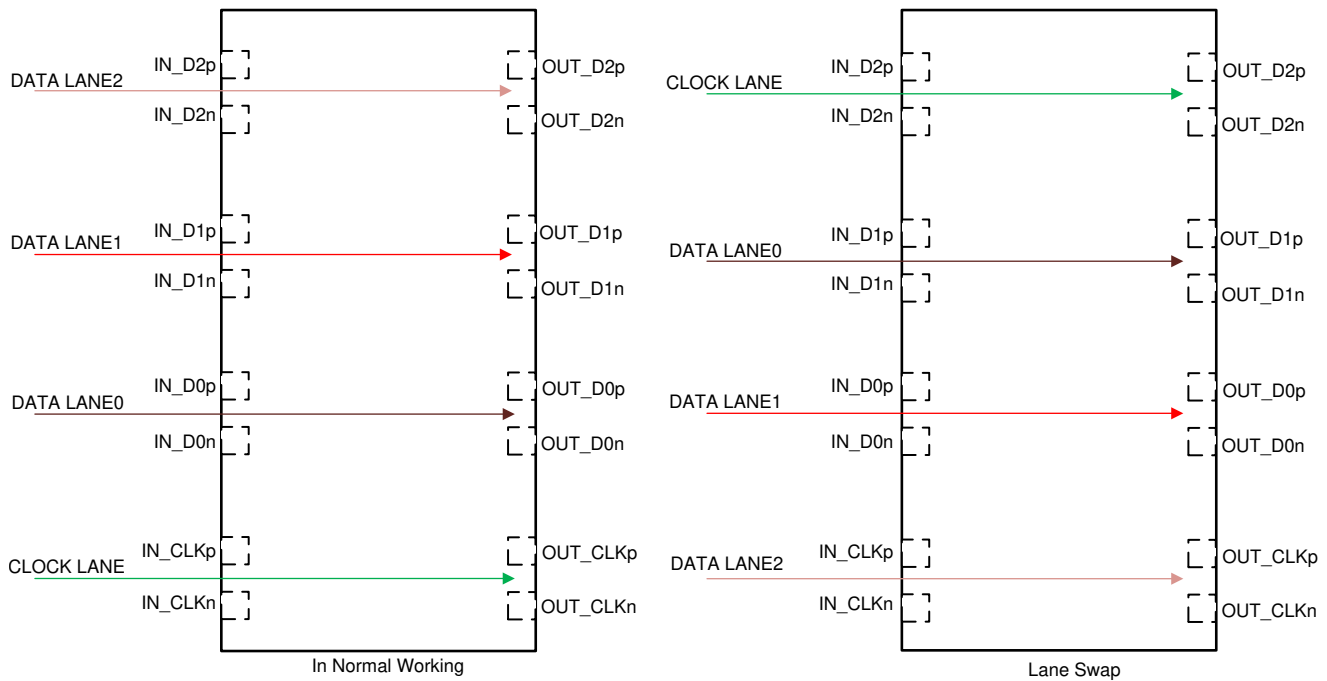 IN_D2p
OUT_D2p
DATA LANE2
IN_D2n
OUT_D2n
IN_D1p
OUT_D1p
DATA LANE1
IN_D1n
OUT_D1n
IN_D0p
OUT_D0p
DATA LANE0
IN_D0n
OUT_D0n
IN_CLKp
OUT_CLKp
CLOCK LANE
IN_CLKn
OUT_CLKn
In Normal Working
IN_D2p
OUT_D2p
CLOCK LANE
IN_D2n
OUT_D2n
IN_D1p
OUT_D1p
DATA LANE0
IN_D1n
OUT_D1n
IN_D0p
OUT_D0p
DATA LANE1
IN_D0n
OUT_D0n
IN_CLKp
OUT_CLKp
DATA LANE2
IN_CLKn
OUT_CLKn
Lane Swap